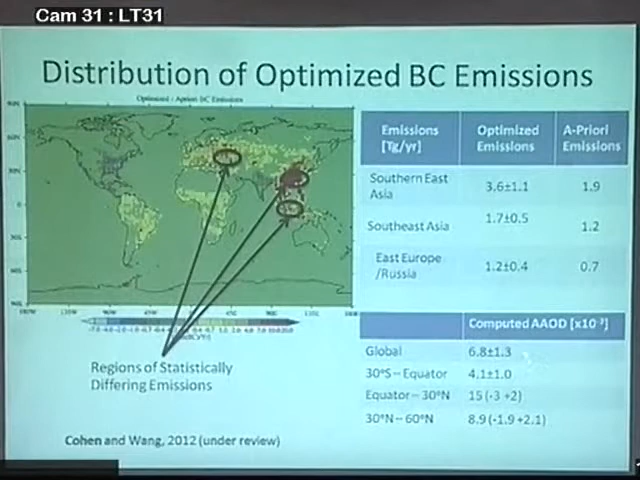 Cam 31 : LT31
Distribution of Optimized BC Emissions
Optimized / Apriori BC Emissions
Emissions [Tg/yr]
Optimized Emissions
A-Priori Emissions
Southern East Asia
3.6±1.1
1.9
Southeast Asia
1.7±0.5
1.2
East Europe /Russia
1.2±0.4
0.7
Computed AAOD [x10⁻³]
Global
6.8±1.3
30°S – Equator
4.1±1.0
Equator – 30°N
15 (-3 +2)
30°N – 60°N
8.9 (-1.9 +2.1)
Regions of Statistically
Differing Emissions
Cohen and Wang, 2012 (under review)